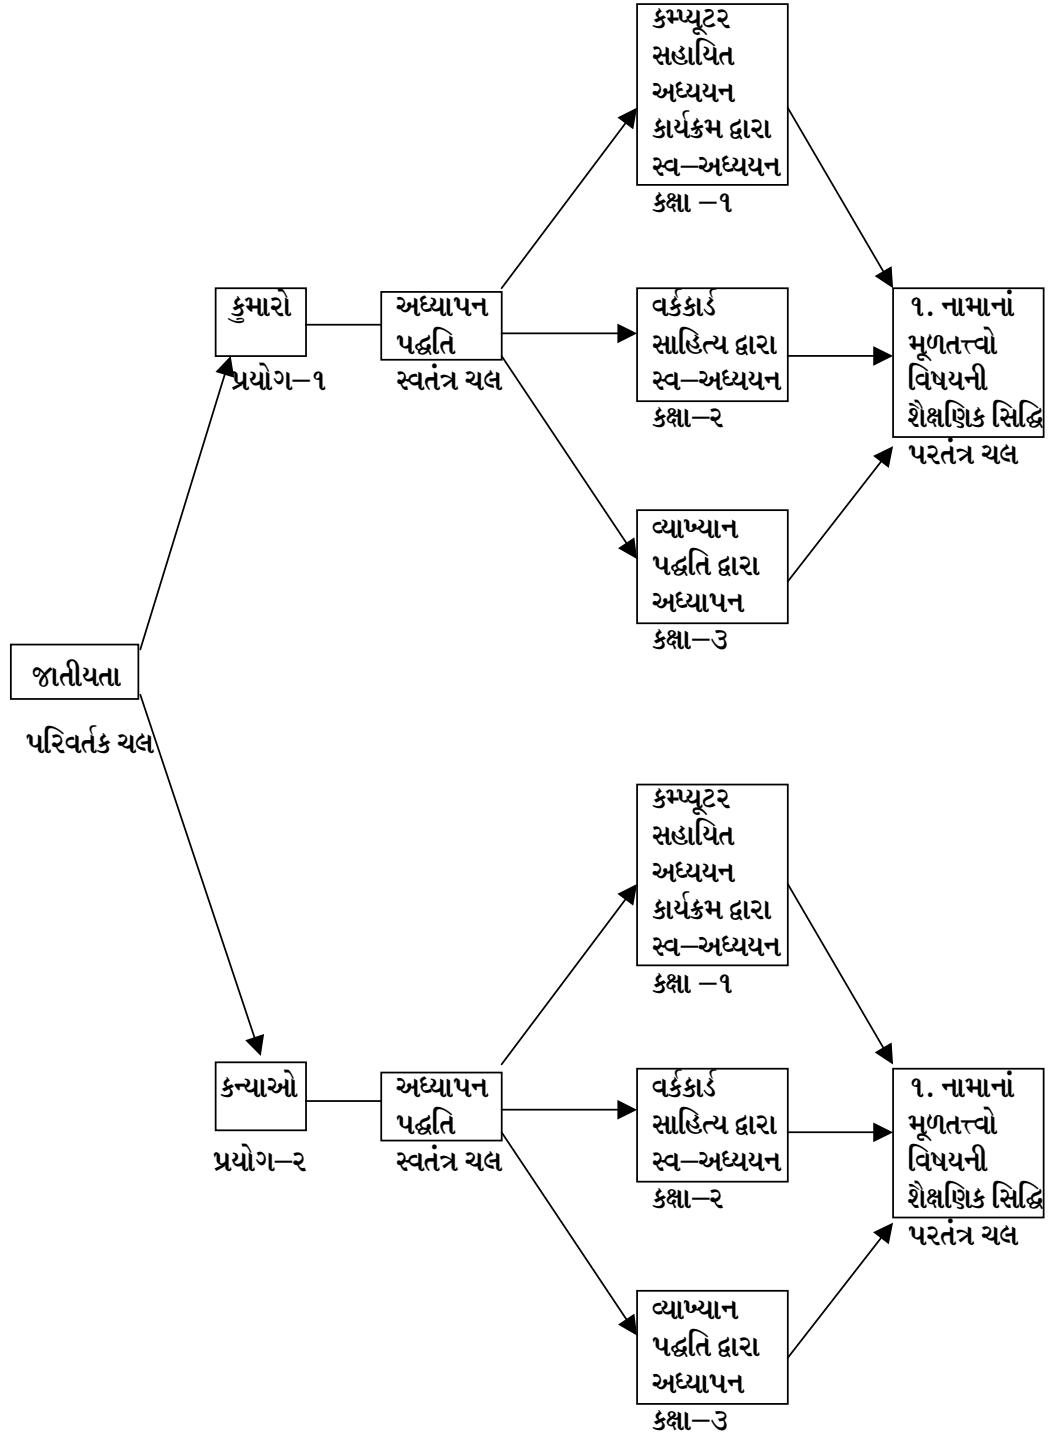 કમ્પ્યૂટર
સહાયિત
અધ્યયન
કાર્યક્રમ દ્વારા
સ્વ–અધ્યયન
કક્ષા –૧
કુમારો
પ્રયોગ–૧
અધ્યાપન
પદ્ધતિ
સ્વતંત્ર ચલ
વર્કકાર્ડ
સાહિત્ય દ્વારા
સ્વ–અધ્યયન
કક્ષા–૨
૧. નામાનાં
મૂળતત્ત્વો
વિષયની
શૈક્ષણિક સિદ્ધિ
પરતંત્ર ચલ
વ્યાખ્યાન
પદ્ધતિ દ્વારા
અધ્યાપન
કક્ષા–૩
જાતીયતા
પરિવર્તક ચલ
કમ્પ્યૂટર
સહાયિત
અધ્યયન
કાર્યક્રમ દ્વારા
સ્વ–અધ્યયન
કક્ષા –૧
કન્યાઓ
પ્રયોગ–૨
અધ્યાપન
પદ્ધતિ
સ્વતંત્ર ચલ
વર્કકાર્ડ
સાહિત્ય દ્વારા
સ્વ–અધ્યયન
કક્ષા–૨
૧. નામાનાં
મૂળતત્ત્વો
વિષયની
શૈક્ષણિક સિદ્ધિ
પરતંત્ર ચલ
વ્યાખ્યાન
પદ્ધતિ દ્વારા
અધ્યાપન
કક્ષા–૩